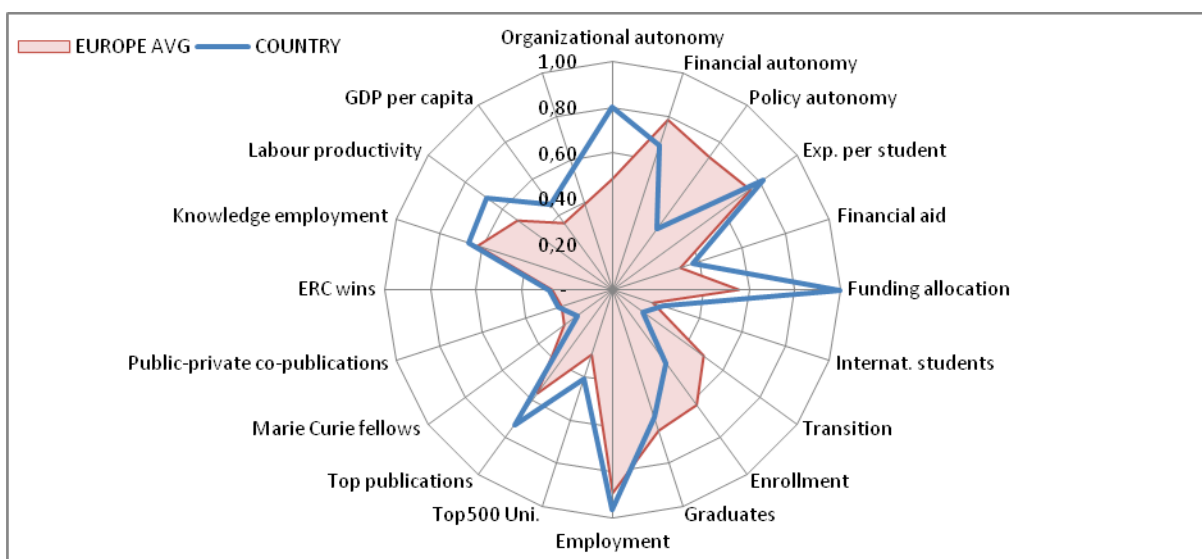 EUROPE AVG COUNTRY
Organizational autonomy
1,00
Financial autonomy
GDP per capita
0,80
Policy autonomy
Labour productivity
0,60
Exp. per student
0,40
Knowledge employment
Financial aid
0,20
ERC wins
-
Funding allocation
Public-private co-publications
Internat. students
Marie Curie fellows
Transition
Top publications
Enrollment
Top500 Uni.
Graduates
Employment